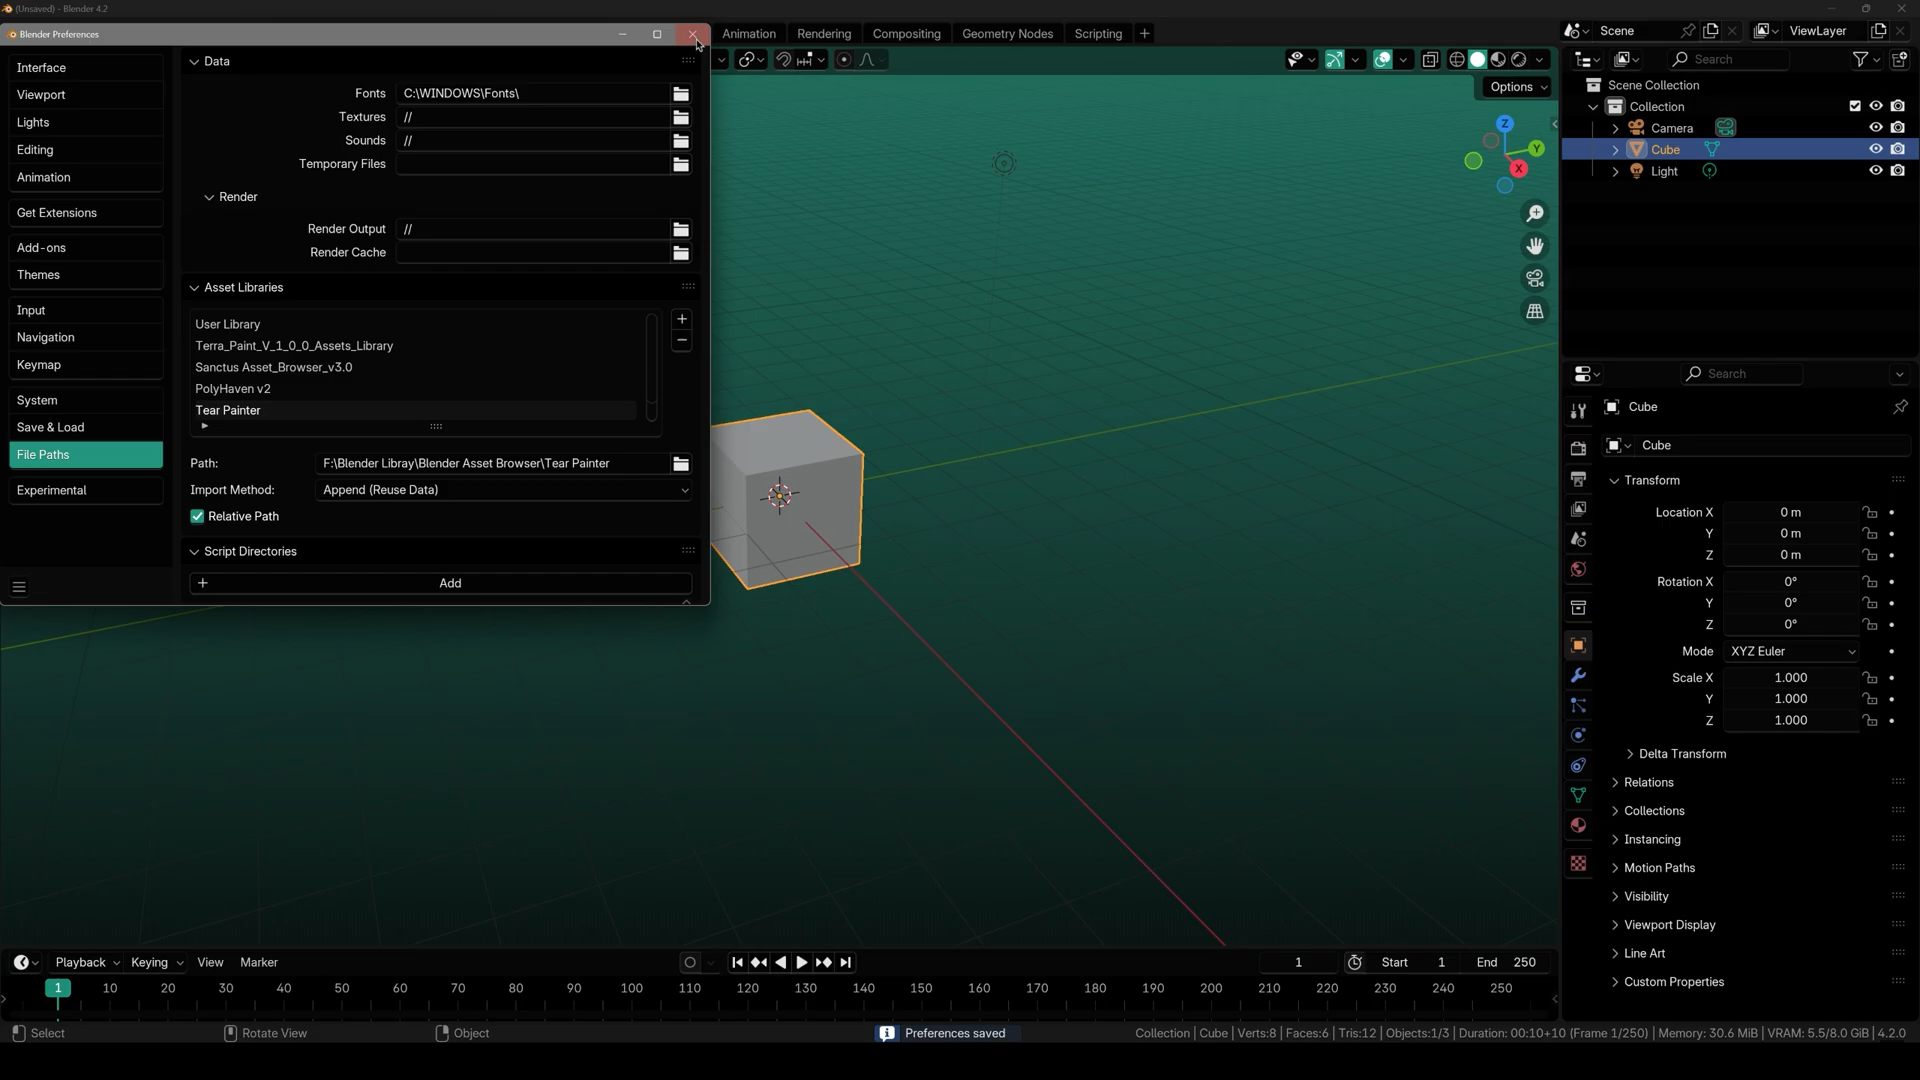 (Unsaved) - Blender 4.2
Blender Preferences
Animation
Rendering
Compositing
Geometry Nodes
Scripting
+
Scene
ViewLayer
Interface
Viewport
Lights
Editing
Animation
Get Extensions
Add-ons
Themes
Input
Navigation
Keymap
System
Save & Load
File Paths
Experimental
Data
Fonts C:\WINDOWS\Fonts\
Textures //
Sounds //
Temporary Files
Render
Render Output //
Render Cache
Asset Libraries
User Library
Terra_Paint_V_1_0_0_Assets_Library
Sanctus Asset_Browser_v3.0
PolyHaven v2
Tear Painter
Path: F:\Blender Libray\Blender Asset Browser\Tear Painter
Import Method: Append (Reuse Data)
Relative Path
Script Directories
+ Add
Options
Z
Y
X
Search
Scene Collection
Collection
Camera
Cube
Light
Search
Cube
Cube
Transform
Location X 0 m
Y 0 m
Z 0 m
Rotation X 0°
Y 0°
Z 0°
Mode XYZ Euler
Scale X 1.000
Y 1.000
Z 1.000
Delta Transform
Relations
Collections
Instancing
Motion Paths
Visibility
Viewport Display
Line Art
Custom Properties
Playback Keying View Marker
1 Start 1 End 250
1 10 20 30 40 50 60 70 80 90 100 110 120 130 140 150 160 170 180 190 200 210 220 230 240 250
Select Rotate View Object
Preferences saved
Collection | Cube | Verts:8 | Faces:6 | Tris:12 | Objects:1/3 | Duration: 00:10+10 (Frame 1/250) | Memory: 30.6 MiB | VRAM: 5.5/8.0 GiB | 4.2.0